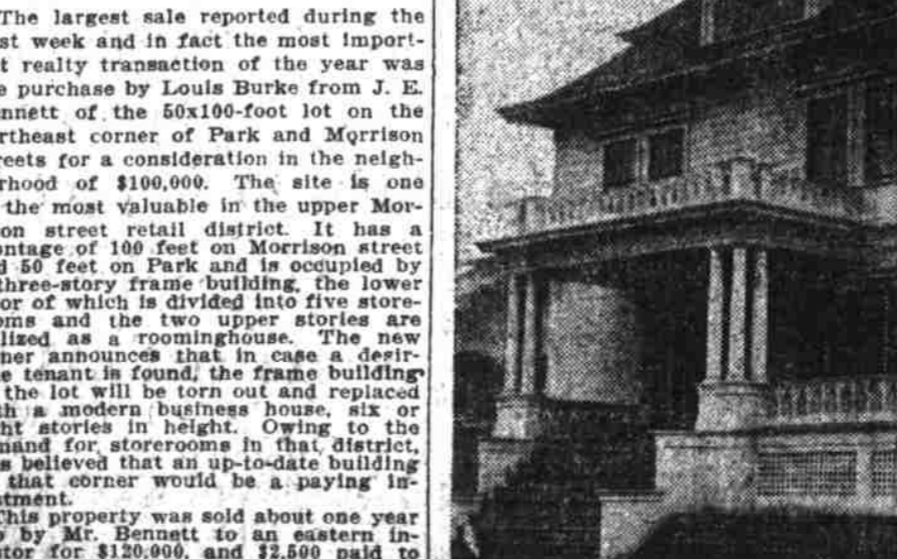 The largest sale reported during the
st week and in fact the most import-
t realty transaction of the year was
e purchase by Louis Burke from J. E.
nnett of the 50x100-foot lot on the
rtheast corner of Park and Morrison
reets for a consideration in the neigh-
rhood of $100,000. The site is one
the most valuable in the upper Mor-
on street retail district. It has a
ontage of 100 feet on Morrison street
d 50 feet on Park and is occupied by
three-story frame building, the lower
or of which is divided into five store-
oms and the two upper stories are
lized as a roominghouse. The new
ner announces that in case a desir-
e tenant is found, the frame building
the lot will be torn out and replaced
th a modern business house, six or
ht stories in height. Owing to the
mand for storerooms in that district,
s believed that an up-to-date building
that corner would be a paying in-
stment.
This property was sold about one year
o by Mr. Bennett to an eastern in-
tor for $120,000, and $2,500 paid to